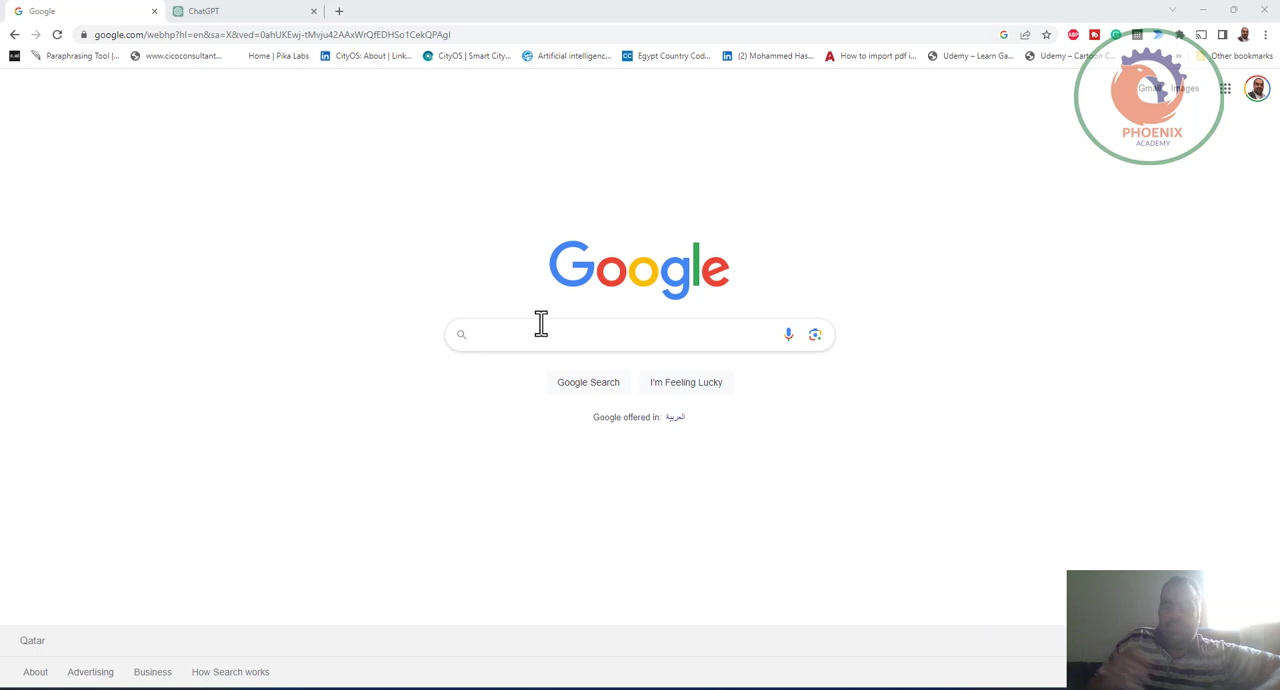 Google
ChatGPT
google.com/webhp?hl=en&sa=X&ved=0ahUKEwj-tMvju42AAxWrQfEDHSo1CekQPAgI
Paraphrasing Tool |... www.cicoconsultant... Home | Pika Labs CityOS: About | Link... CityOS | Smart City... Artificial intelligenc... Egypt Country Cod... (2) Mohammed Has... How to import pdf i... Udemy – Learn Ga... Udemy – Cartoon C... » Other bookmarks
Gmail Images
PHOENIX
ACADEMY
Google
Google Search I'm Feeling Lucky
Google offered in: العربية
Qatar
About Advertising Business How Search works